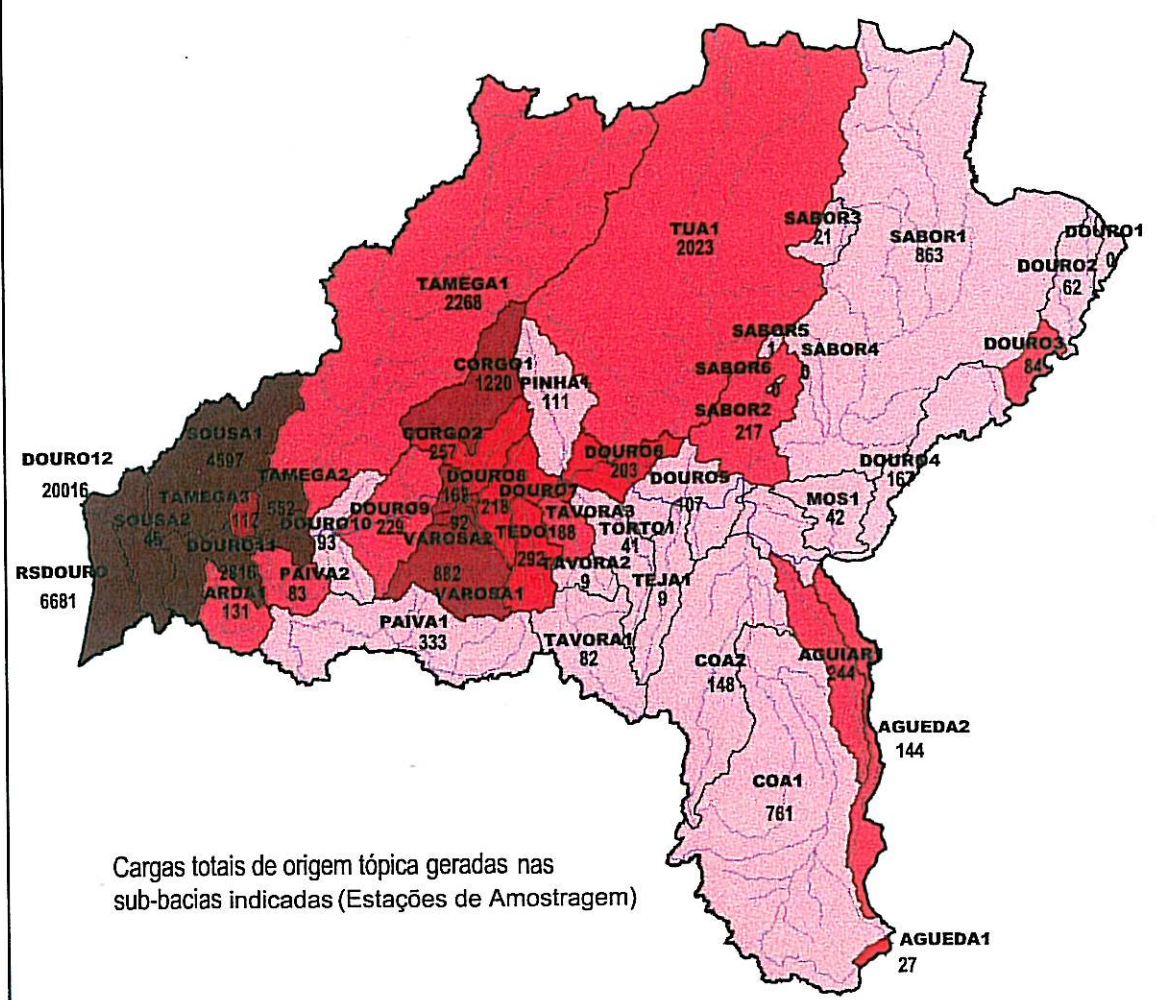 TUA1
2023
SABOR3
21
SABOR1
863
DOURO1
0
DOURO2
62
TAMEGA1
2268
SABOR5
1
SABOR4
0
DOURO3
84
CORGO1
1220
PINHA1
111
SABOR6
0
SABOR2
217
SOUSA1
4597
CORGO2
257
DOURO6
203
DOURO12
20016
TAMEGA2
552
DOURO8
DOURO5
107
DOURO4
167
TAMEGA3
112
DOURO9
229
DOURO7
218
MOS1
42
SOUSA2
45
DOURO10
93
92
VAROSA2
TEDO1
292
188
TAVORA3
TORTO1
41
DOURO11
2816
RSDOURO
6681
PAIVA2
83
882
VAROSA1
TAVORA2
9
TEJA1
9
ARDA1
131
PAIVA1
333
TAVORA1
82
COA2
148
AGUIAR1
244
AGUEDA2
144
COA1
761
Cargas totais de origem tópica geradas nas
sub-bacias indicadas (Estações de Amostragem)
AGUEDA1
27